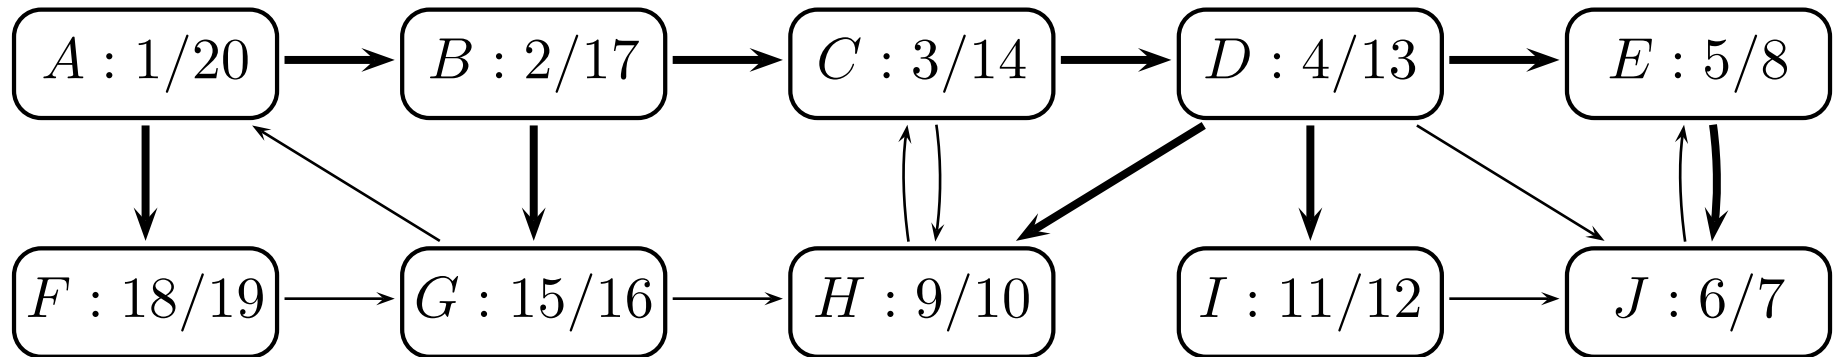 A : 1/20 B : 2/17 C : 3/14 D : 4/13 E : 5/8
F : 18/19 G : 15/16 H : 9/10 I : 11/12 J : 6/7